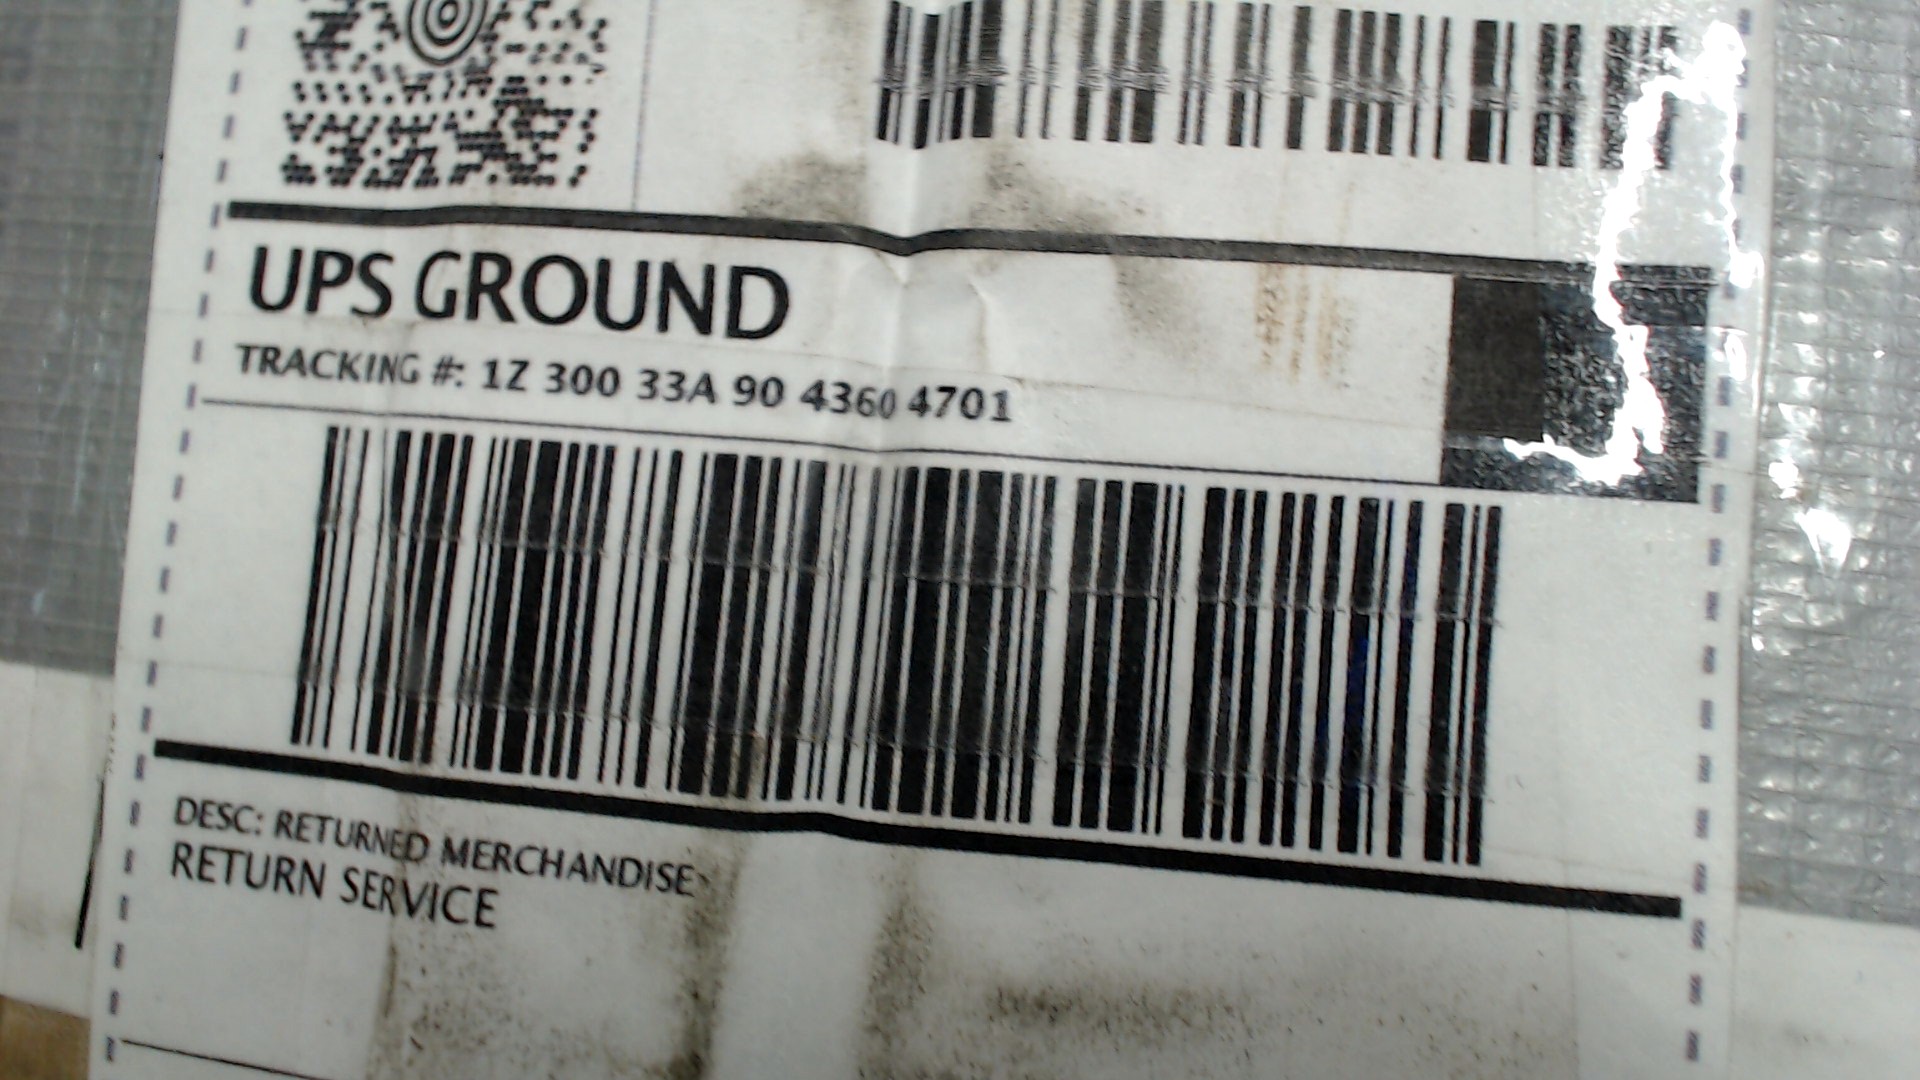 UPS GROUND
TRACKING #: 1Z 300 33A 90 4360 4701
DESC: RETURNED MERCHANDISE
RETURN SERVICE